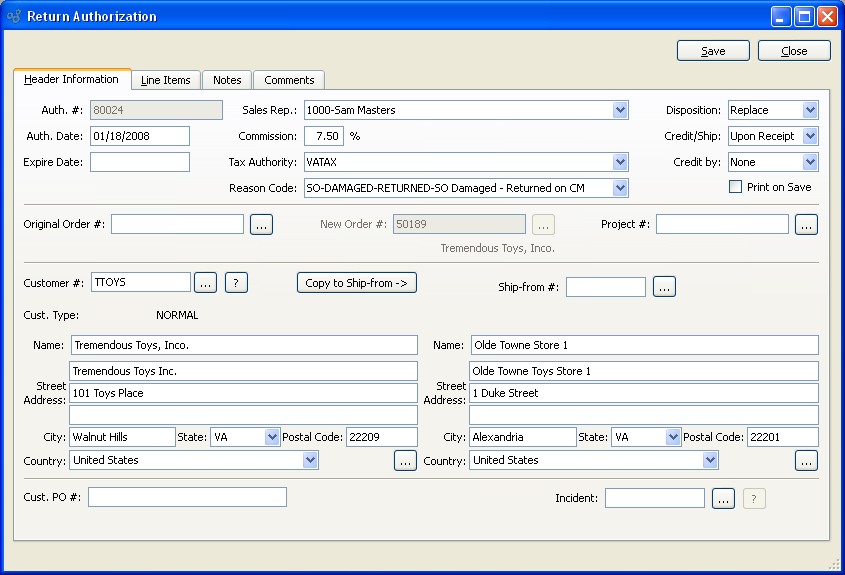 Return Authorization
Save Close
Header Information Line Items Notes Comments
Auth. #: 80024 Sales Rep.: 1000-Sam Masters Disposition: Replace
Auth. Date: 01/18/2008 Commission: 7.50 % Credit/Ship: Upon Receipt
Expire Date: Tax Authority: VATAX Credit by: None
Reason Code: SO-DAMAGED-RETURNED-SO Damaged - Returned on CM Print on Save
Original Order #: ... New Order #: 50189 ... Project #: ...
Tremendous Toys, Inco.
Customer #: TTOYS ... ? Copy to Ship-from -> Ship-from #: ...
Cust. Type: NORMAL
Name: Tremendous Toys, Inco. Name: Olde Towne Store 1
Tremendous Toys Inc. Olde Towne Toys Store 1
Street Address: 101 Toys Place Street Address: 1 Duke Street
City: Walnut Hills State: VA Postal Code: 22209 City: Alexandria State: VA Postal Code: 22201
Country: United States ... Country: United States ...
Cust. PO #: Incident: ... ?